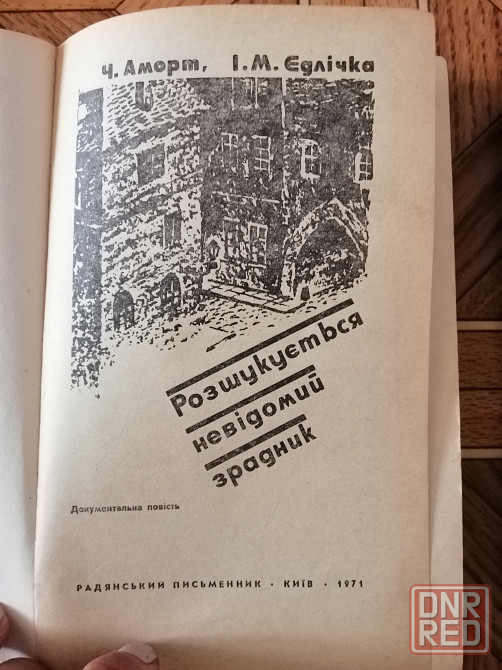 Ч. Аморт, І. М. Єдлічка
Розшукується
невідомий
зрадник
Документальна повість
РАДЯНСЬКИЙ ПИСЬМЕННИК · КИЇВ · 1971
DNR
RED